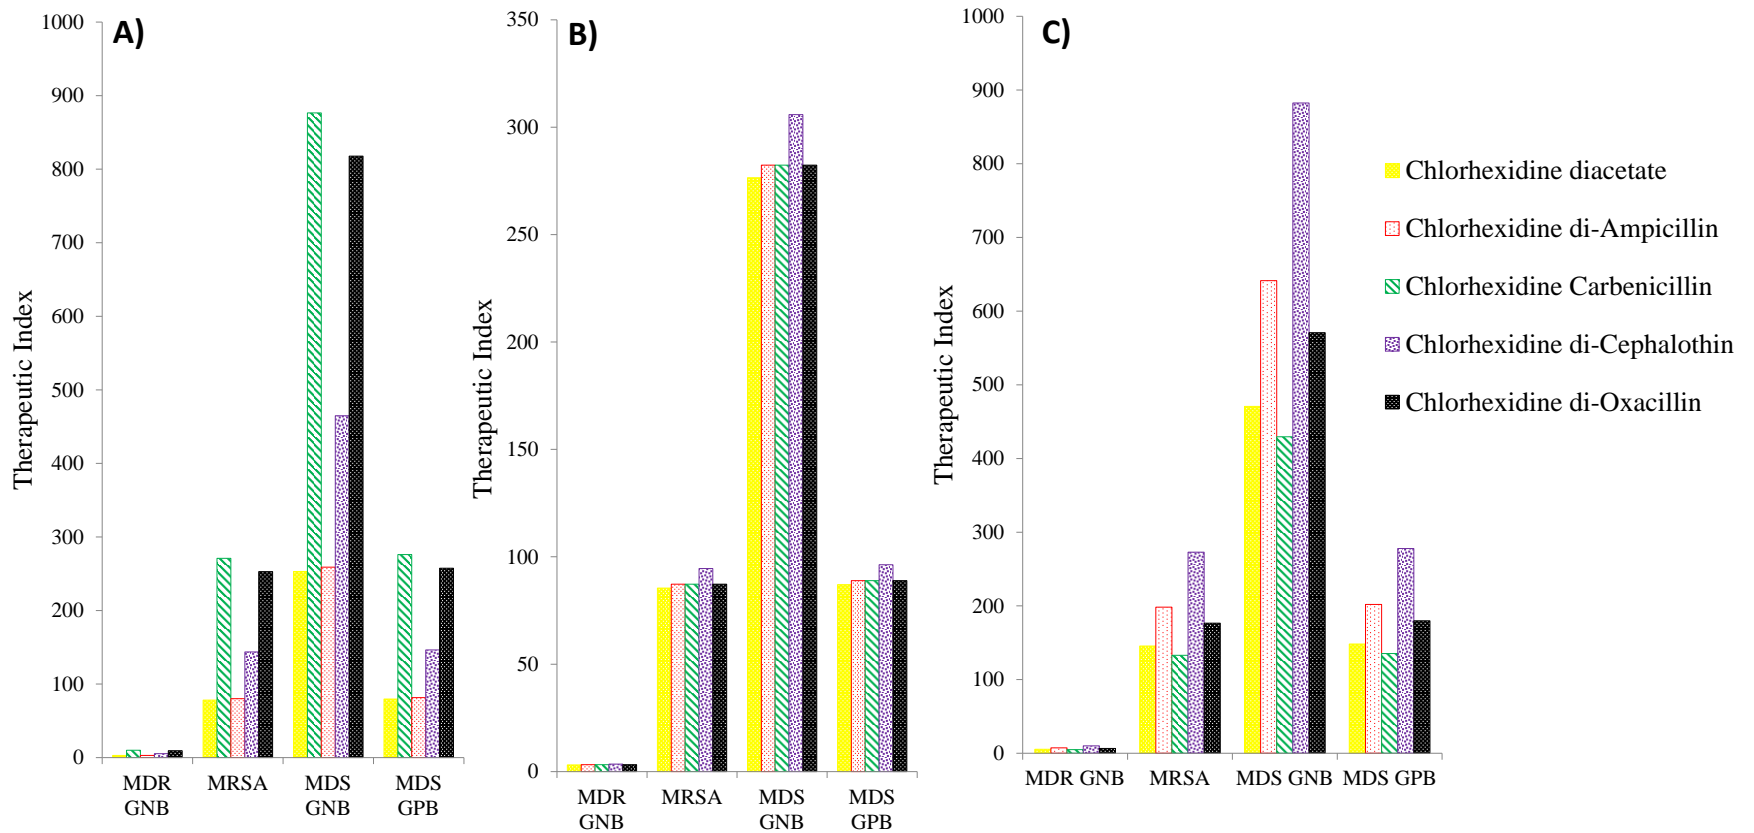 A)
1000
900
800
700
600
500
400
300
200
100
0
Therapeutic Index
MDR
GNB
MRSA
MDS
GNB
MDS
GPB
B)
350
300
250
200
150
100
50
0
Therapeutic Index
MDR
GNB
MRSA
MDS
GNB
MDS
GPB
C)
1000
900
800
700
600
500
400
300
200
100
0
Therapeutic Index
MDR GNB
MRSA
MDS GNB
MDS GPB
Chlorhexidine diacetate
Chlorhexidine di-Ampicillin
Chlorhexidine Carbenicillin
Chlorhexidine di-Cephalothin
Chlorhexidine di-Oxacillin